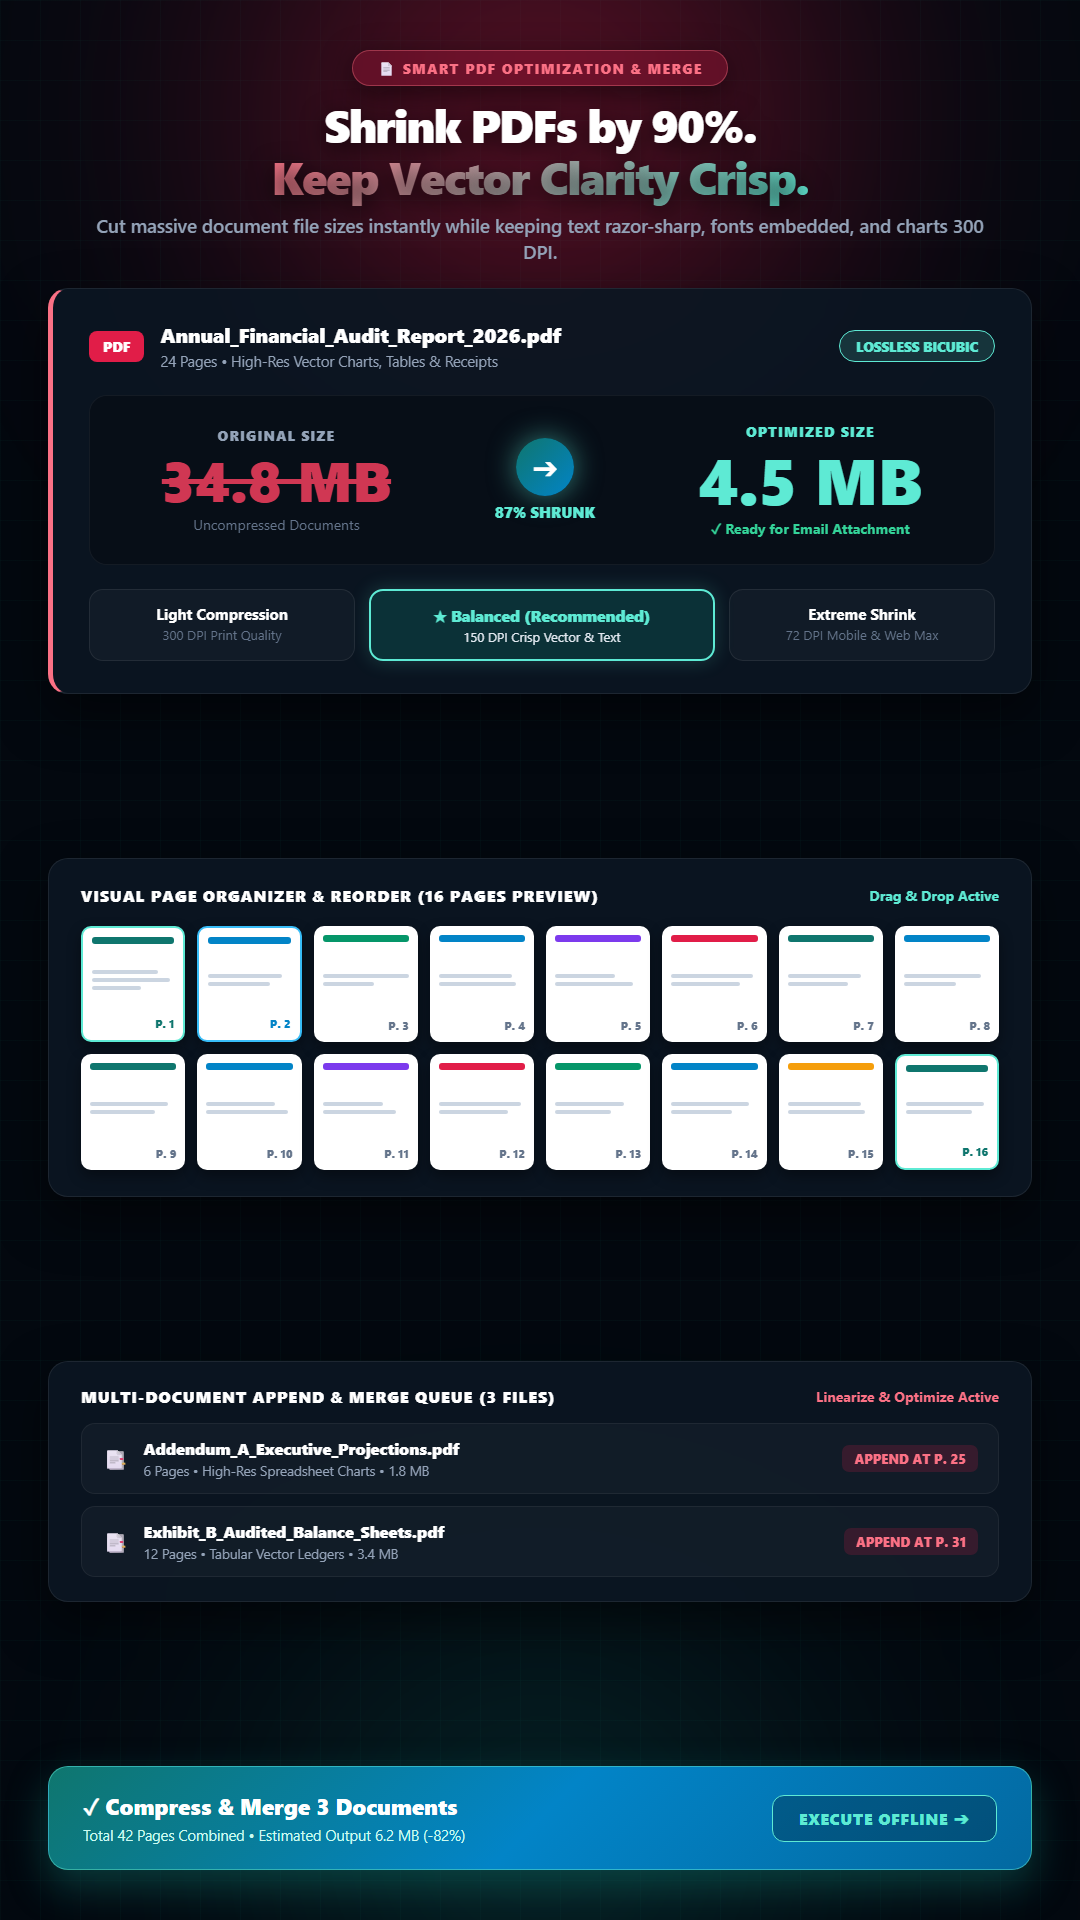 📄 SMART PDF OPTIMIZATION & MERGE
Shrink PDFs by 90%.
Keep Vector Clarity Crisp.
Cut massive document file sizes instantly while keeping text razor-sharp, fonts embedded, and charts 300
DPI.
PDF
Annual_Financial_Audit_Report_2026.pdf
24 Pages • High-Res Vector Charts, Tables & Receipts
LOSSLESS BICUBIC
ORIGINAL SIZE
34.8 MB
Uncompressed Documents
➔
87% SHRUNK
OPTIMIZED SIZE
4.5 MB
✓ Ready for Email Attachment
Light Compression
300 DPI Print Quality
★ Balanced (Recommended)
150 DPI Crisp Vector & Text
Extreme Shrink
72 DPI Mobile & Web Max
VISUAL PAGE ORGANIZER & REORDER (16 PAGES PREVIEW)
Drag & Drop Active
P. 1
P. 2
P. 3
P. 4
P. 5
P. 6
P. 7
P. 8
P. 9
P. 10
P. 11
P. 12
P. 13
P. 14
P. 15
P. 16
MULTI-DOCUMENT APPEND & MERGE QUEUE (3 FILES)
Linearize & Optimize Active
Addendum_A_Executive_Projections.pdf
6 Pages • High-Res Spreadsheet Charts • 1.8 MB
APPEND AT P. 25
Exhibit_B_Audited_Balance_Sheets.pdf
12 Pages • Tabular Vector Ledgers • 3.4 MB
APPEND AT P. 31
✓ Compress & Merge 3 Documents
Total 42 Pages Combined • Estimated Output 6.2 MB (-82%)
EXECUTE OFFLINE ➔